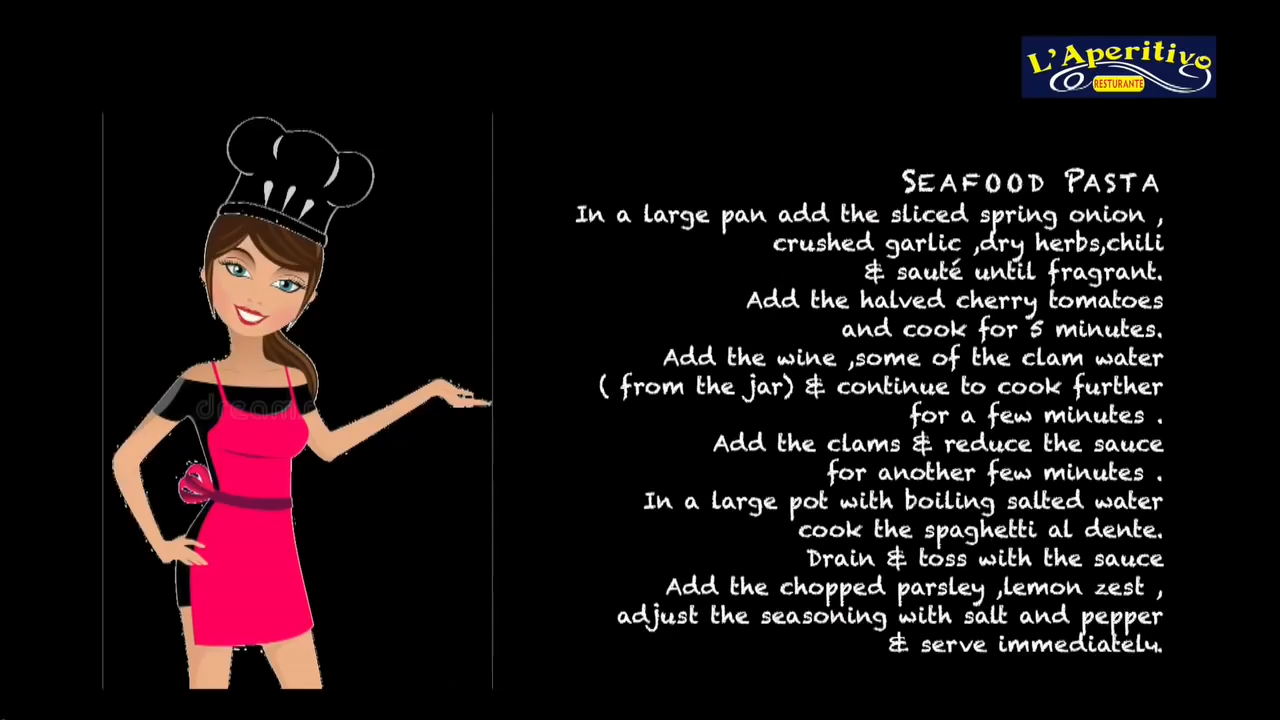 L'Aperitivo
RESTURANTE
SEAFOOD PASTA
In a large pan add the sliced spring onion ,
crushed garlic ,dry herbs,chili
& sauté until fragrant.
Add the halved cherry tomatoes
and cook for 5 minutes.
Add the wine ,some of the clam water
( from the jar) & continue to cook further
for a few minutes .
Add the clams & reduce the sauce
for another few minutes .
In a large pot with boiling salted water
cook the spaghetti al dente.
Drain & toss with the sauce
Add the chopped parsley ,lemon zest ,
adjust the seasoning with salt and pepper
& serve immediately.